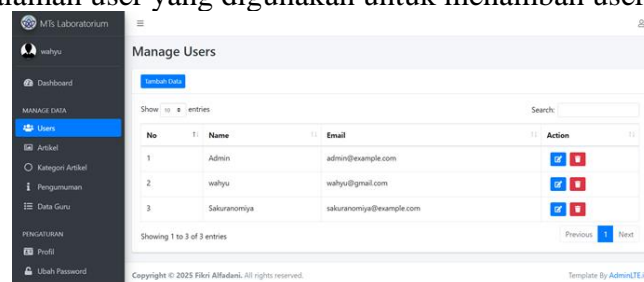 halaman user yang digunakan untuk menambah user
MTs Laboratorium
wahyu
Dashboard
MANAGE DATA
Users
Artikel
Kategori Artikel
Pengumuman
Data Guru
PENGATURAN
Profil
Ubah Password
Manage Users
Tambah Data
Show 10 entries
Search:
No Name Email Action
1 Admin admin@example.com
2 wahyu wahyu@gmail.com
3 Sakuranomiya sakuranomiya@example.com
Showing 1 to 3 of 3 entries
Previous 1 Next
Copyright © 2025 Fikri Alfadani. All rights reserved.
Template By AdminLTE.i